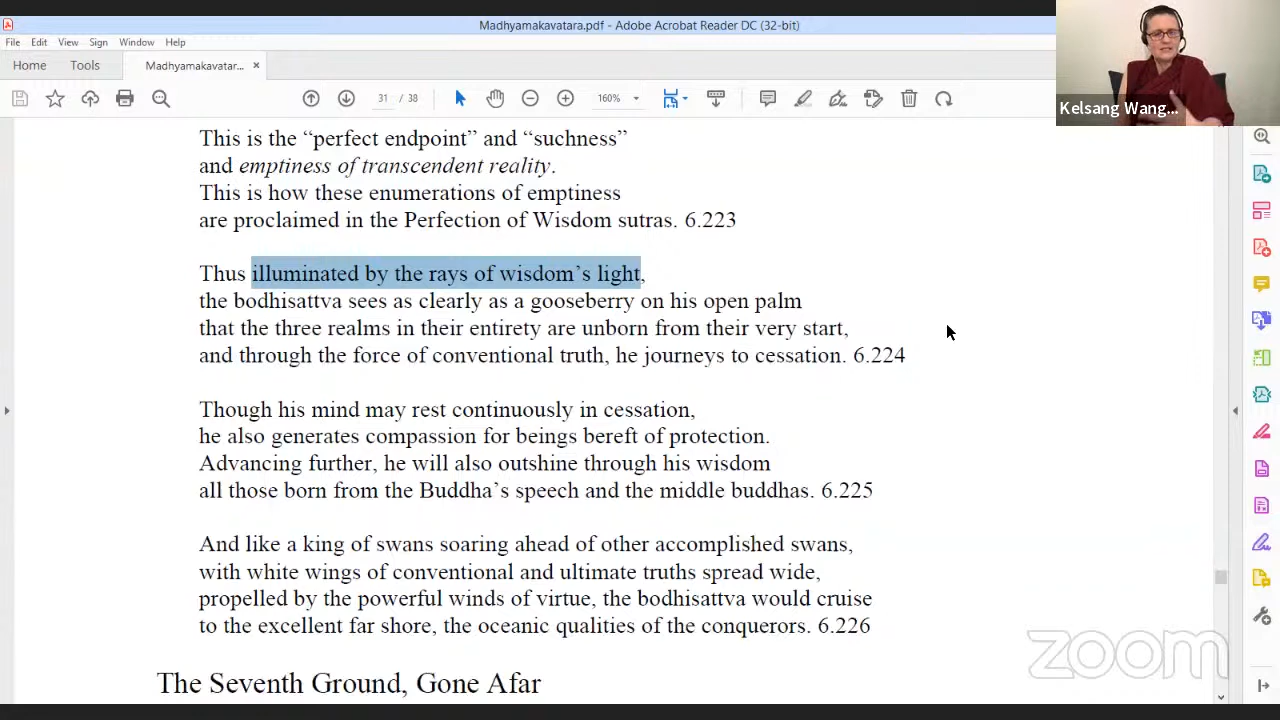 Madhyamakavatara.pdf - Adobe Acrobat Reader DC (32-bit)
File Edit View Sign Window Help
Home Tools Madhyamakavatar... ×
31 / 38 160%
Kelsang Wang...
This is the “perfect endpoint” and “suchness”
and emptiness of transcendent reality.
This is how these enumerations of emptiness
are proclaimed in the Perfection of Wisdom sutras. 6.223
Thus illuminated by the rays of wisdom’s light,
the bodhisattva sees as clearly as a gooseberry on his open palm
that the three realms in their entirety are unborn from their very start,
and through the force of conventional truth, he journeys to cessation. 6.224
Though his mind may rest continuously in cessation,
he also generates compassion for beings bereft of protection.
Advancing further, he will also outshine through his wisdom
all those born from the Buddha’s speech and the middle buddhas. 6.225
And like a king of swans soaring ahead of other accomplished swans,
with white wings of conventional and ultimate truths spread wide,
propelled by the powerful winds of virtue, the bodhisattva would cruise
to the excellent far shore, the oceanic qualities of the conquerors. 6.226
The Seventh Ground, Gone Afar
zoom